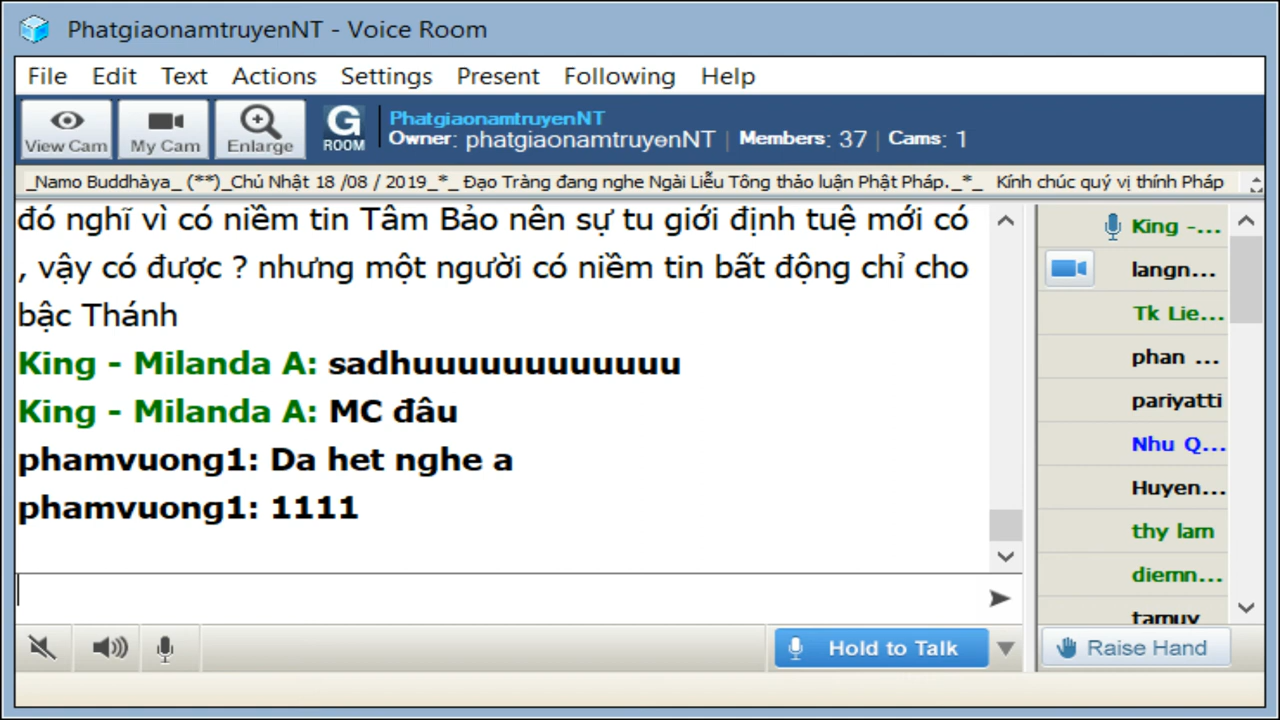 PhatgiaonamtruyenNT - Voice Room
File Edit Text Actions Settings Present Following Help
View Cam My Cam Enlarge G ROOM
PhatgiaonamtruyenNT
Owner: phatgiaonamtruyenNT | Members: 37 | Cams: 1
_Namo Buddhàya_ (**)_Chủ Nhật 18 /08 / 2019_*_ Đạo Tràng đang nghe Ngài Liễu Tông thảo luận Phật Pháp._*_ Kính chúc quý vị thính Pháp
đó nghĩ vì có niềm tin Tâm Bảo nên sự tu giới định tuệ mới có
, vậy có được ? nhưng một người có niềm tin bất động chỉ cho
bậc Thánh
King - Milanda A: sadhuuuuuuuuuuuu
King - Milanda A: MC đâu
phamvuong1: Da het nghe a
phamvuong1: 1111
King -...
langn...
Tk Lie...
phan ...
pariyatti
Nhu Q...
Huyen...
thy lam
diemn...
tamuy
Hold to Talk
Raise Hand